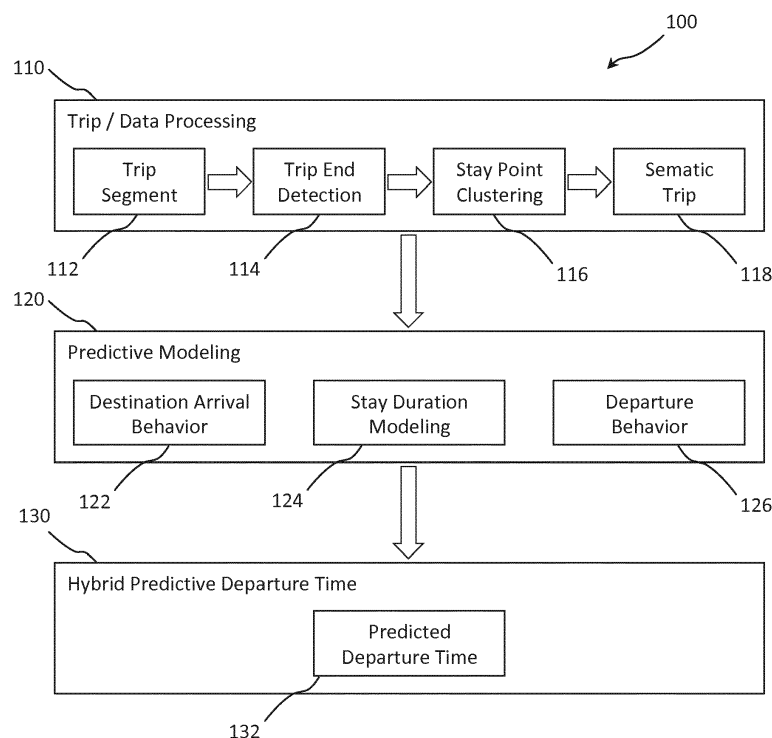 100
110
Trip / Data Processing
Trip
Segment
Trip End
Detection
Stay Point
Clustering
Sematic
Trip
112
114
116
118
120
Predictive Modeling
Destination Arrival
Behavior
Stay Duration
Modeling
Departure
Behavior
122
124
126
130
Hybrid Predictive Departure Time
Predicted
Departure Time
132